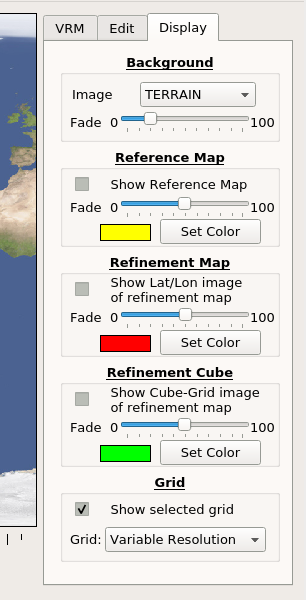 VRM Edit Display
Background
Image TERRAIN
Fade 0 100
Reference Map
Show Reference Map
Fade 0 100
Set Color
Refinement Map
Show Lat/Lon image
of refinement map
Fade 0 100
Set Color
Refinement Cube
Show Cube-Grid image
of refinement map
Fade 0 100
Set Color
Grid
Show selected grid
Grid: Variable Resolution